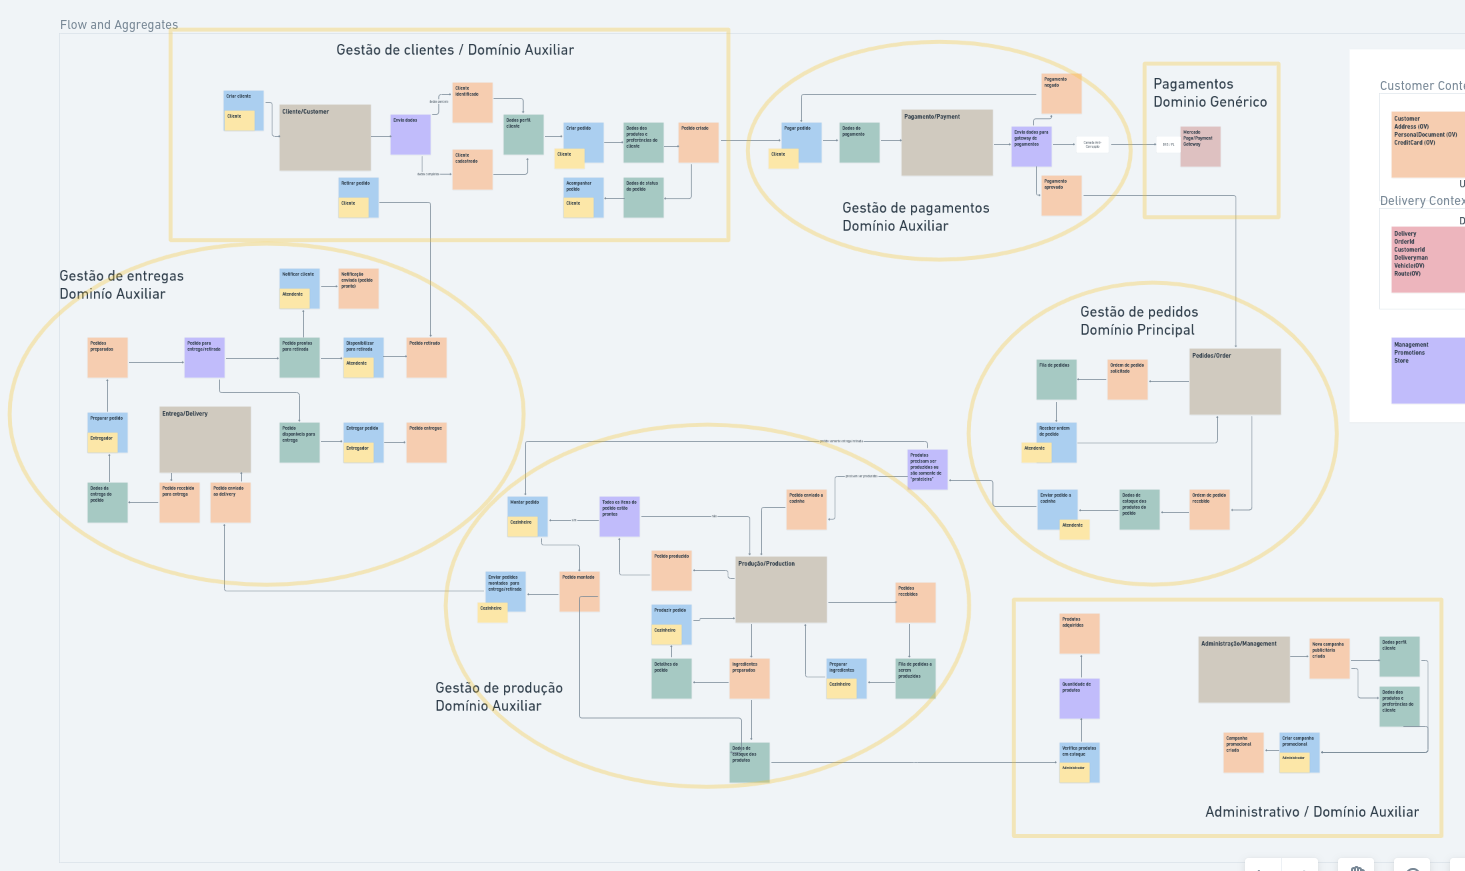 Flow and Aggregates
Gestão de clientes / Domínio Auxiliar
Criar cliente
Cliente
Cliente/Customer
Envia dados
Cliente
identificado
Cliente
cadastrado
Dados perfil
cliente
Criar pedido
Cliente
Dados dos
produtos e
preferências do
cliente
Pedido criado
Retirar pedido
Cliente
Acompanhar
pedido
Cliente
Dados de status
do pedido
Pagar pedido
Cliente
Dados de
pagamento
Pagamento/Payment
Envia dados para
gateway de
pagamentos
Pagamento
negado
Pagamento
aprovado
Gestão de pagamentos
Domínio Auxiliar
Pagamentos
Dominio Genérico
Mercado
Pago/Payment
Gateway
Customer Conte
Customer
Address (OV)
PersonalDocument (OV)
CreditCard (OV)
U
Delivery Contex
D
Delivery
OrderId
CustomerId
Deliveryman
Vehicle(OV)
Route(OV)
Management
Promotions
Store
Gestão de entregas
Domínio Auxiliar
Notificar cliente
Atendente
Notificação
enviada (pedido
pronto)
Pedidos
preparados
Pedido para
entrega/retirada
Pedido prontos
para retirada
Disponibilizar
para retirada
Atendente
Pedido retirado
Preparar pedido
Entregador
Entrega/Delivery
Pedido
disponíveis para
entrega
Entregar pedido
Entregador
Pedido entregue
Dados da
entrega do
pedido
Pedido recebido
para entrega
Pedido enviado
ao delivery
Gestão de pedidos
Domínio Principal
Fila de pedidos
Ordem de pedido
solicitado
Pedidos/Order
Receber ordem
de pedido
Atendente
Enviar pedido a
cozinha
Atendente
Dados de
estoque dos
produtos do
pedido
Ordem de pedido
recebido
Produtos
precisam ser
produzidos ou
são somente de
"prateleira"
Montar pedido
Cozinheiro
Todos os itens do
pedido estão
prontos
Pedido enviado a
cozinha
Pedido produzido
Produção/Production
Enviar pedidos
montados para
entrega/retirada
Cozinheiro
Pedido montado
Produzir pedido
Cozinheiro
Pedidos
recebidos
Detalhes do
pedido
Ingredientes
preparados
Preparar
ingredientes
Cozinheiro
Fila de pedidos a
serem
produzidos
Gestão de produção
Domínio Auxiliar
Dados de
estoque dos
produtos
Produtos
adquiridos
Quantidade de
produtos
Verifica produtos
em estoque
Administrador
Administração/Management
Nova campanha
publicitária
criada
Dados perfil
cliente
Dados dos
produtos e
preferências do
cliente
Campanha
promocional
criada
Criar campanha
promocional
Administrador
Administrativo / Domínio Auxiliar